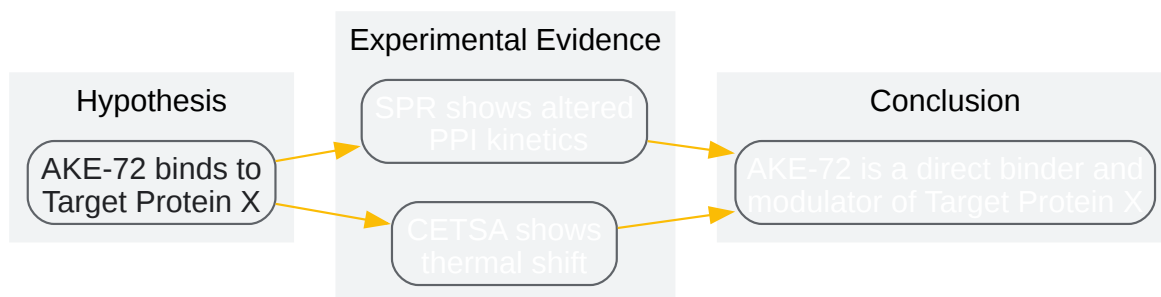 Hypothesis
AKE-72 binds to
Target Protein X
Experimental Evidence
SPR shows altered
PPI kinetics
CETSA shows
thermal shift
Conclusion
AKE-72 is a direct binder and
modulator of Target Protein X